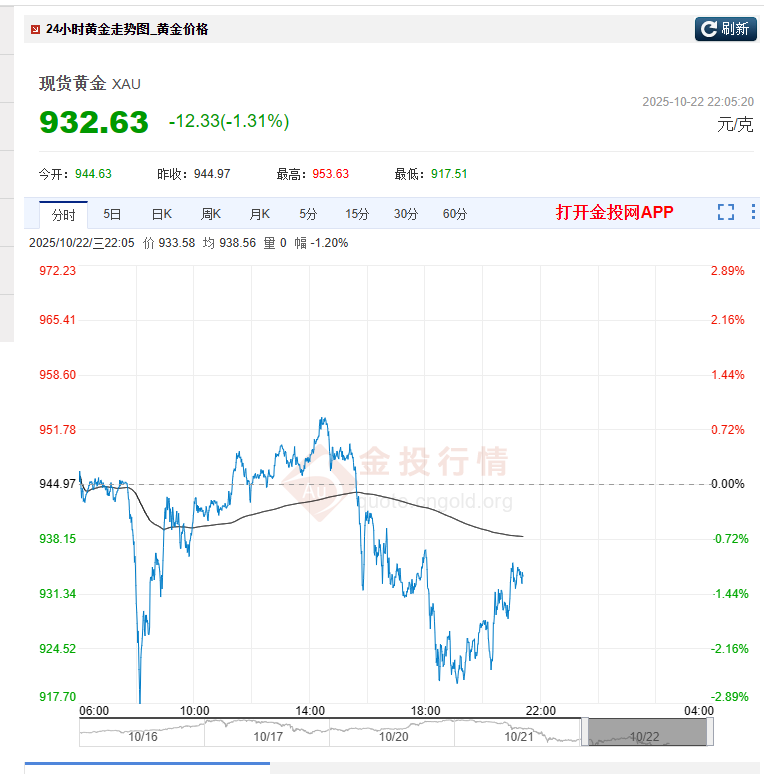 24小时黄金走势图_黄金价格
刷新
现货黄金 XAU
2025-10-22 22:05:20
932.63 -12.33(-1.31%)
元/克
今开：944.63 昨收：944.97 最高：953.63 最低：917.51
分时 5日 日K 周K 月K 5分 15分 30分 60分 打开金投网APP
2025/10/22/三22:05 价 933.58 均 938.56 量 0 幅 -1.20%
972.23 2.89%
965.41 2.16%
958.60 1.44%
951.78 0.72%
金投行情
944.97 0.00%
quote.cngold.org
938.15 -0.72%
931.34 -1.44%
924.52 -2.16%
917.70 -2.89%
06:00 10:00 14:00 18:00 22:00 04:00
10/16 10/17 10/20 10/21 10/22